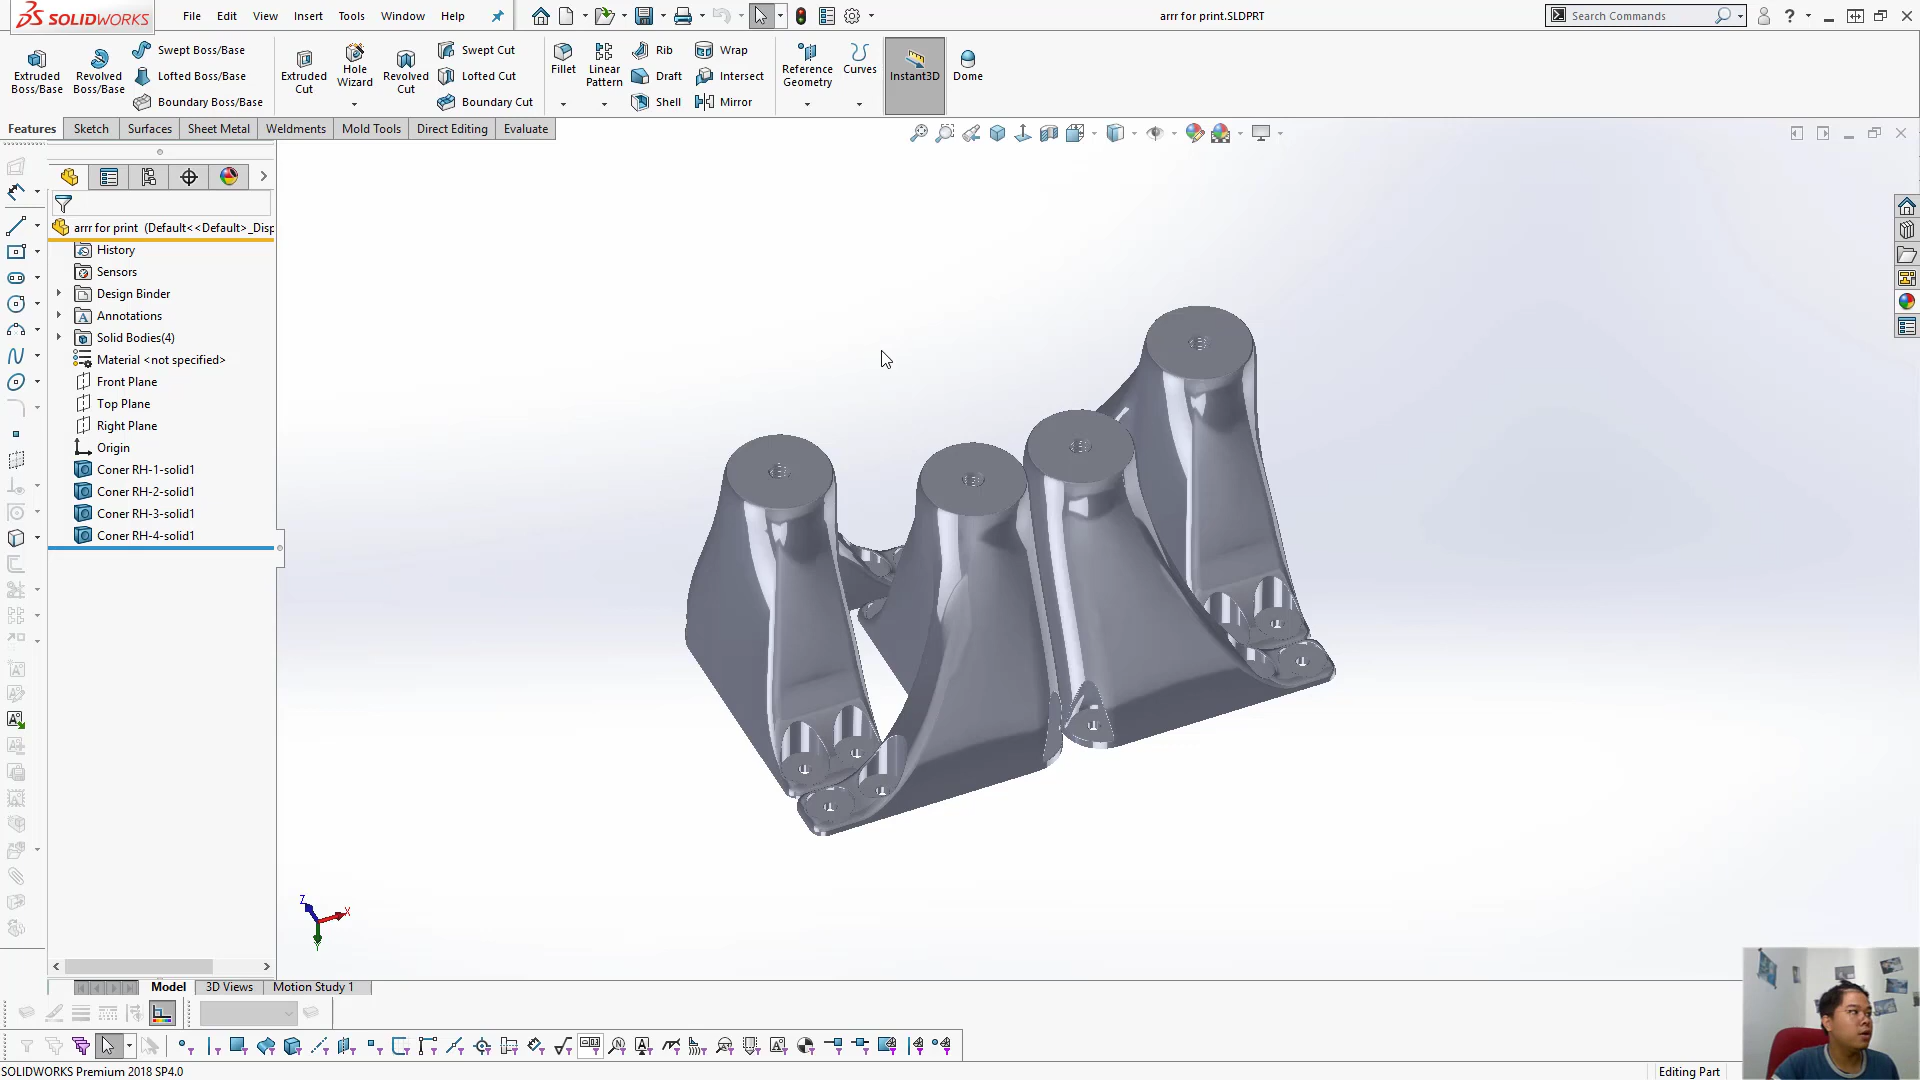 SOLIDWORKS
File Edit View Insert Tools Window Help
arrr for print.SLDPRT
Search Commands
Extruded Boss/Base
Revolved Boss/Base
Swept Boss/Base
Lofted Boss/Base
Boundary Boss/Base
Extruded Cut
Hole Wizard
Revolved Cut
Swept Cut
Lofted Cut
Boundary Cut
Fillet
Linear Pattern
Rib
Draft
Shell
Wrap
Intersect
Mirror
Reference Geometry
Curves
Instant3D
Dome
Features Sketch Surfaces Sheet Metal Weldments Mold Tools Direct Editing Evaluate
arrr for print (Default<<Default>_Disp
History
Sensors
Design Binder
Annotations
Solid Bodies(4)
Material <not specified>
Front Plane
Top Plane
Right Plane
Origin
Coner RH-1-solid1
Coner RH-2-solid1
Coner RH-3-solid1
Coner RH-4-solid1
Z
X
Y
Model 3D Views Motion Study 1
SOLIDWORKS Premium 2018 SP4.0
Editing Part